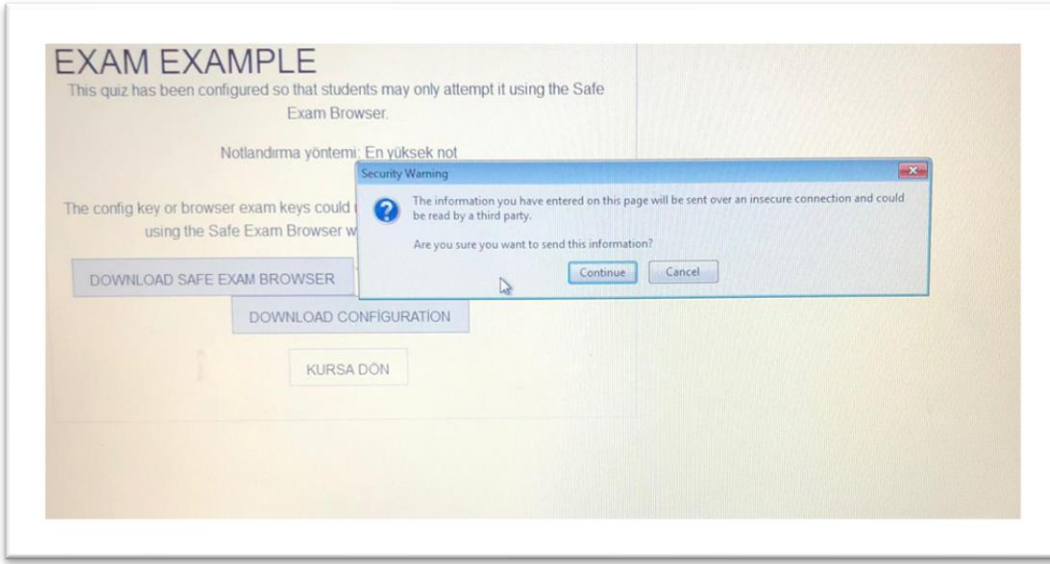 EXAM EXAMPLE
This quiz has been configured so that students may only attempt it using the Safe
Exam Browser.
Notlandırma yöntemi: En yüksek not
Security Warning
The information you have entered on this page will be sent over an insecure connection and could
be read by a third party.
Are you sure you want to send this information?
Continue
Cancel
The config key or browser exam keys could
using the Safe Exam Browser w
DOWNLOAD SAFE EXAM BROWSER
DOWNLOAD CONFİGURATİON
KURSA DÖN